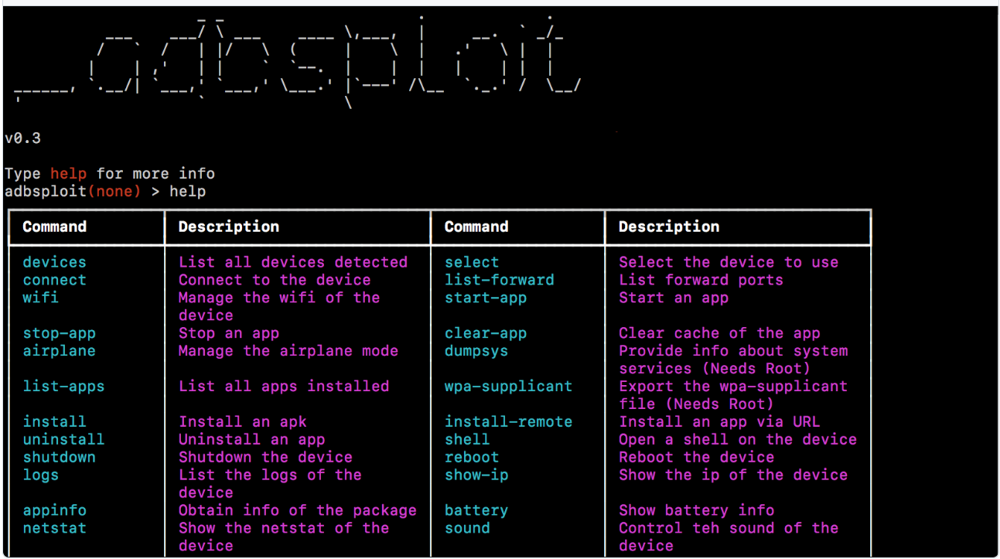 adbsploit
v0.3
Type help for more info
adbsploit(none) > help
Command Description Command Description
devices List all devices detected select Select the device to use
connect Connect to the device list-forward List forward ports
wifi Manage the wifi of the start-app Start an app
device
stop-app Stop an app clear-app Clear cache of the app
airplane Manage the airplane mode dumpsys Provide info about system
services (Needs Root)
list-apps List all apps installed wpa-supplicant Export the wpa-supplicant
file (Needs Root)
install Install an apk install-remote Install an app via URL
uninstall Uninstall an app shell Open a shell on the device
shutdown Shutdown the device reboot Reboot the device
logs List the logs of the show-ip Show the ip of the device
device
appinfo Obtain info of the package battery Show battery info
netstat Show the netstat of the sound Control teh sound of the
device device